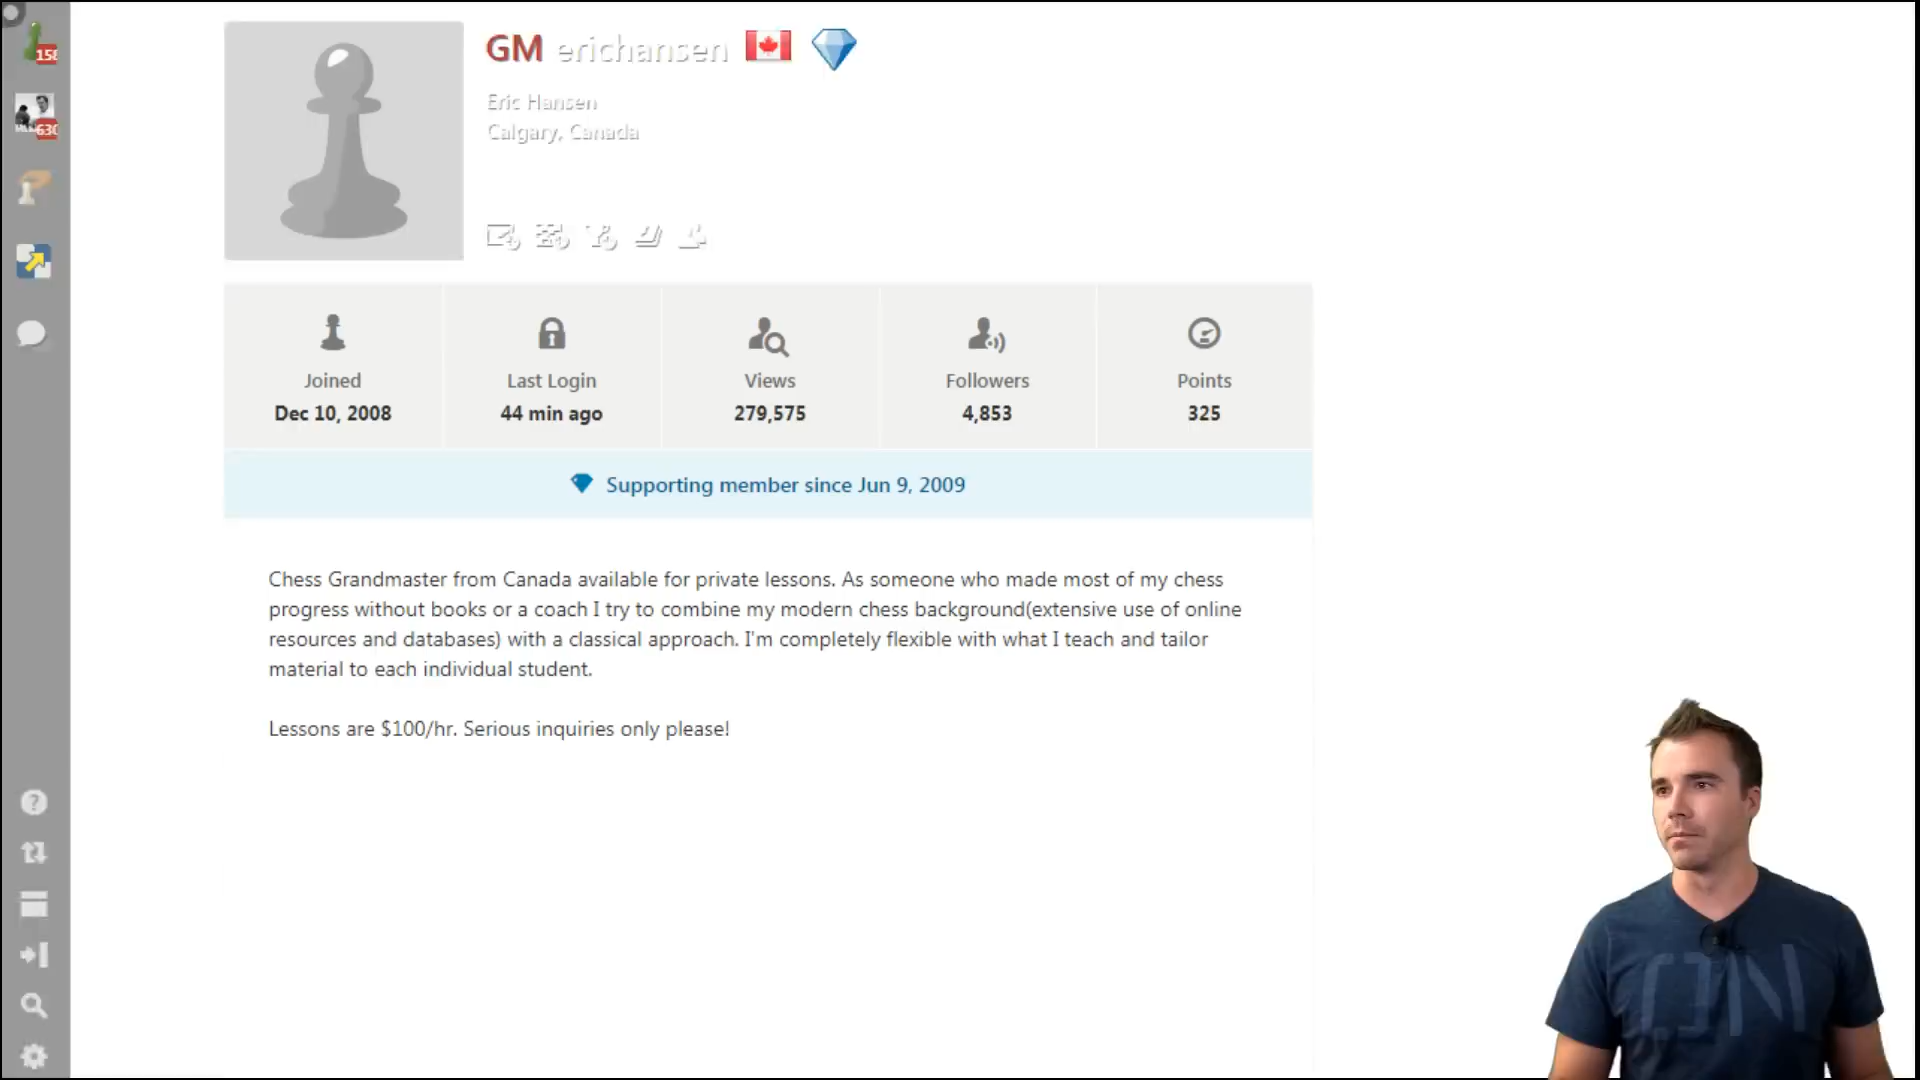 GM erichansen
Eric Hansen
Calgary, Canada
Joined
Dec 10, 2008
Last Login
44 min ago
Views
279,575
Followers
4,853
Points
325
Supporting member since Jun 9, 2009
Chess Grandmaster from Canada available for private lessons. As someone who made most of my chess
progress without books or a coach I try to combine my modern chess background(extensive use of online
resources and databases) with a classical approach. I'm completely flexible with what I teach and tailor
material to each individual student.
Lessons are $100/hr. Serious inquiries only please!
630